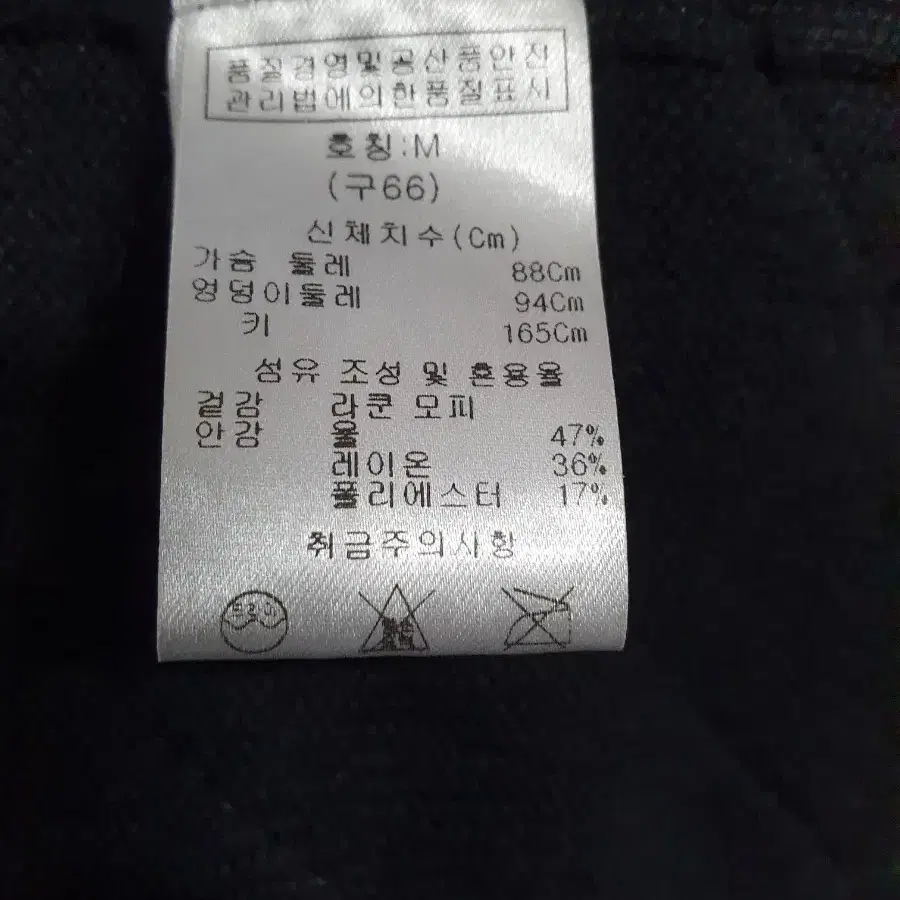 품질경영및공산품안전
관리법에의한품질표시
호칭:M
(구66)
신체치수(Cm)
가슴 둘레 88Cm
엉덩이둘레 94Cm
키 165Cm
섬유 조성 및 혼용율
겉감 라쿤 모피
안감 울 47%
레이온 36%
폴리에스터 17%
취급주의사항
드라이